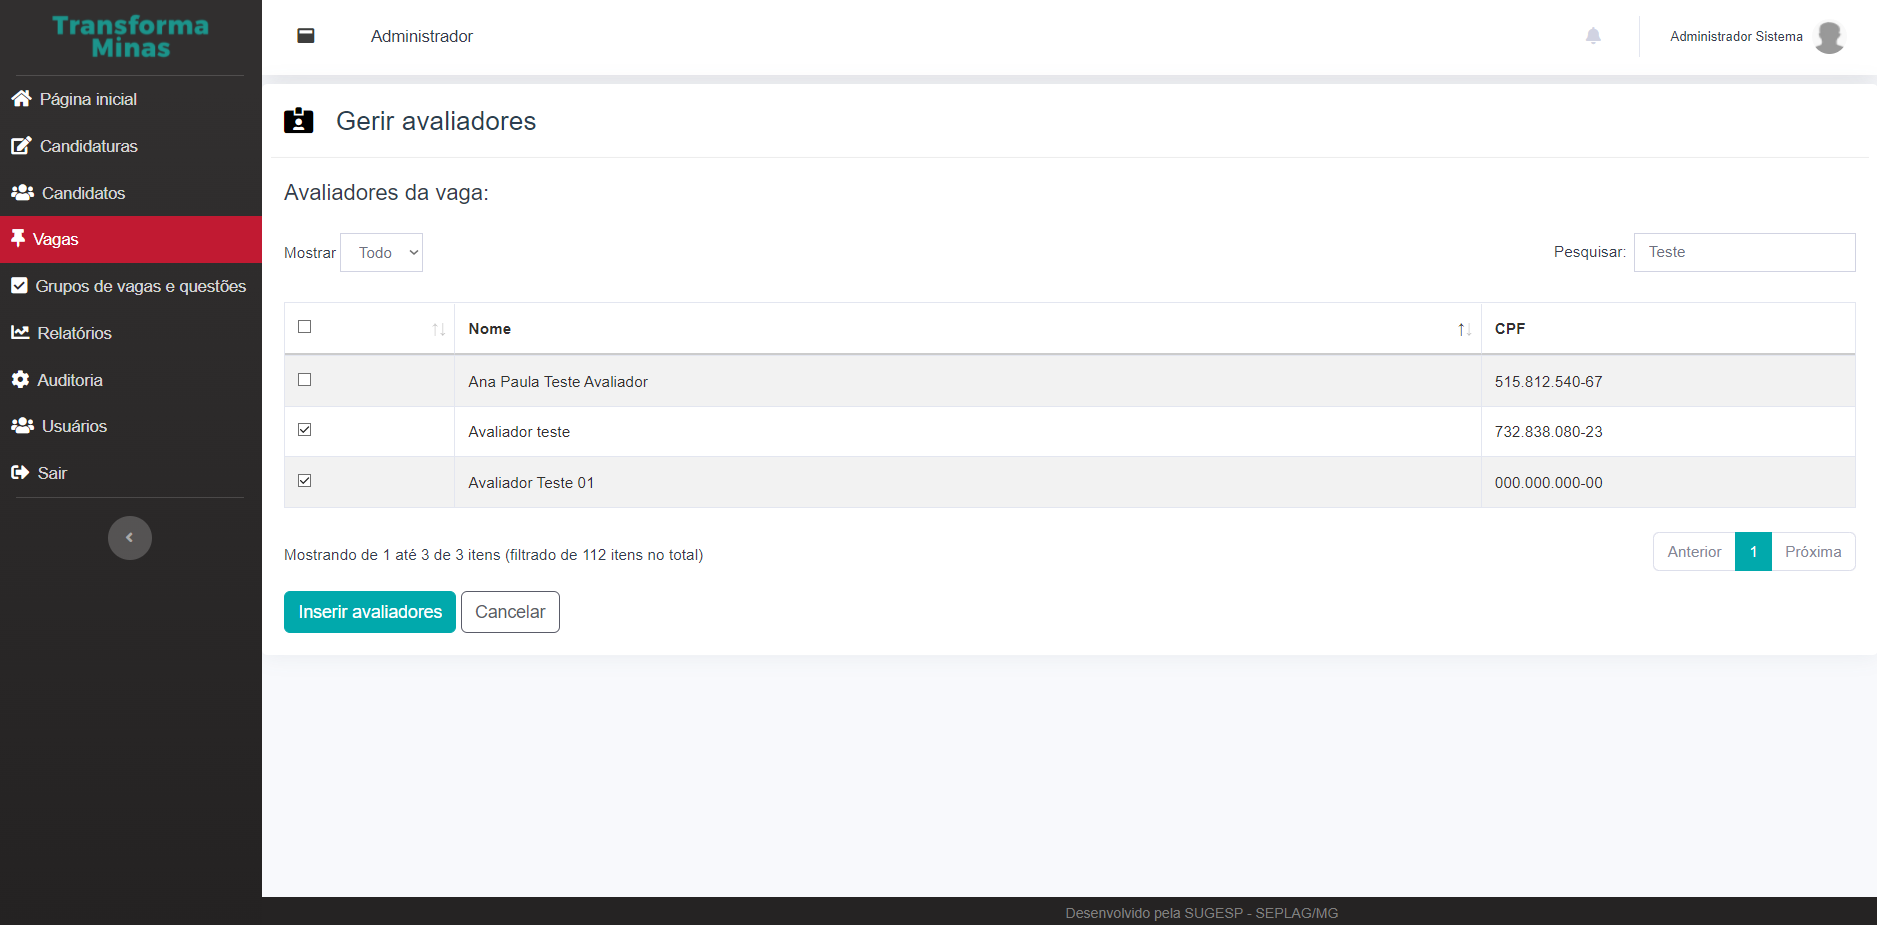 Transforma
Minas
Página inicial
Candidaturas
Candidatos
Vagas
Grupos de vagas e questões
Relatórios
Auditoria
Usuários
Sair
Administrador
Administrador Sistema
Gerir avaliadores
Avaliadores da vaga:
Mostrar Todo
Pesquisar: Teste
Nome CPF
Ana Paula Teste Avaliador 515.812.540-67
Avaliador teste 732.838.080-23
Avaliador Teste 01 000.000.000-00
Mostrando de 1 até 3 de 3 itens (filtrado de 112 itens no total)
Anterior 1 Próxima
Inserir avaliadores Cancelar
Desenvolvido pela SUGESP - SEPLAG/MG